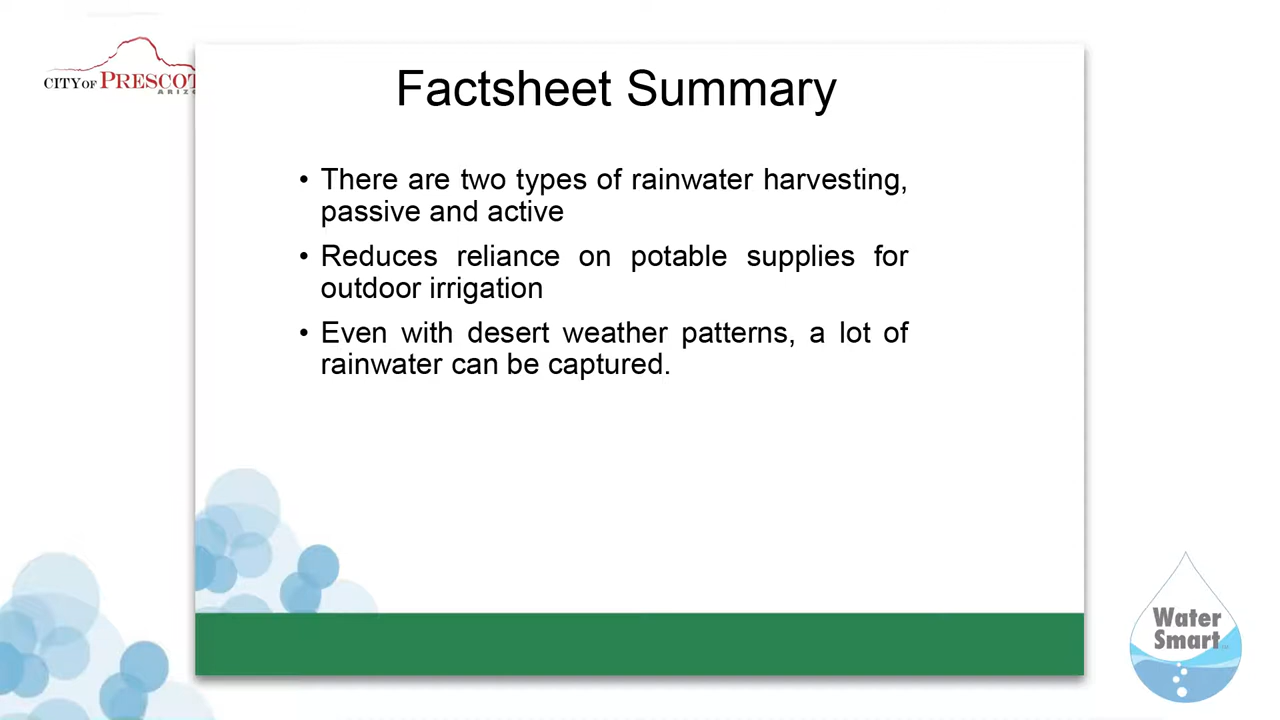 CITY OF PRESCOT
ARIZO
Factsheet Summary
• There are two types of rainwater harvesting,
passive and active
• Reduces reliance on potable supplies for
outdoor irrigation
• Even with desert weather patterns, a lot of
rainwater can be captured.
Water
Smart